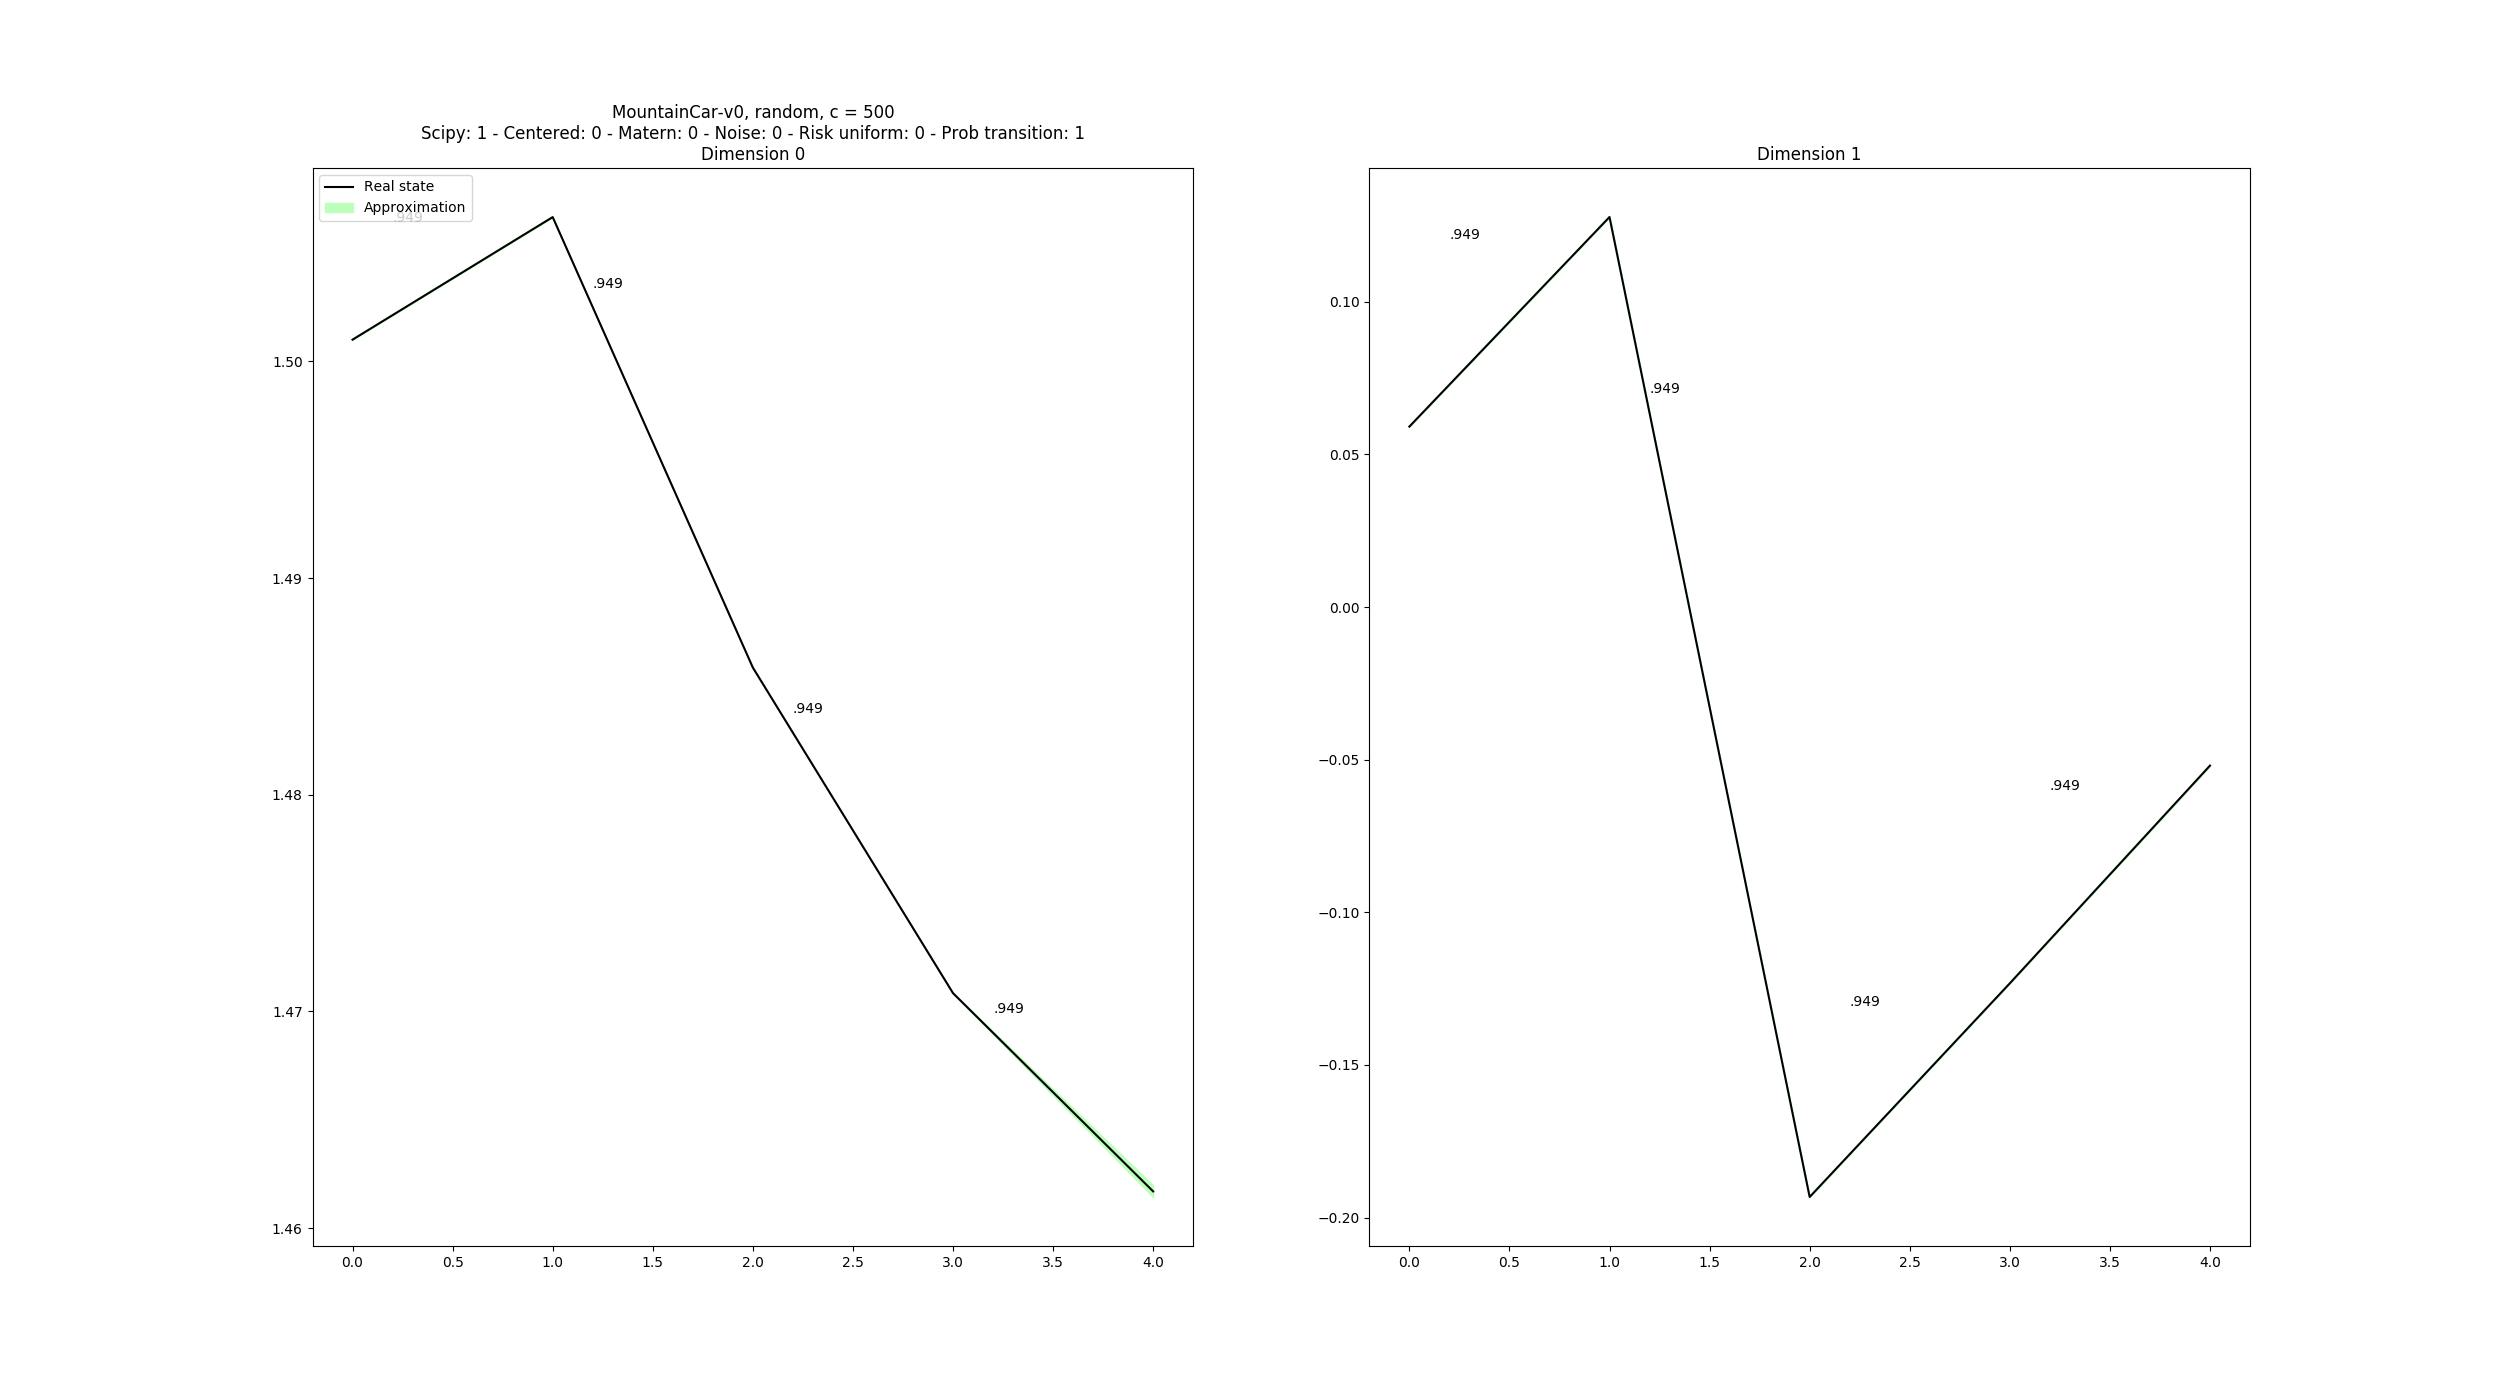 MountainCar-v0, random, c = 500
Scipy: 1 - Centered: 0 - Matern: 0 - Noise: 0 - Risk uniform: 0 - Prob transition: 1
Dimension 0
Real state
Approximation
.949
.949
.949
.949
1.50
1.49
1.48
1.47
1.46
0.0 0.5 1.0 1.5 2.0 2.5 3.0 3.5 4.0
Dimension 1
.949
.949
.949
.949
0.10
0.05
0.00
−0.05
−0.10
−0.15
−0.20
0.0 0.5 1.0 1.5 2.0 2.5 3.0 3.5 4.0